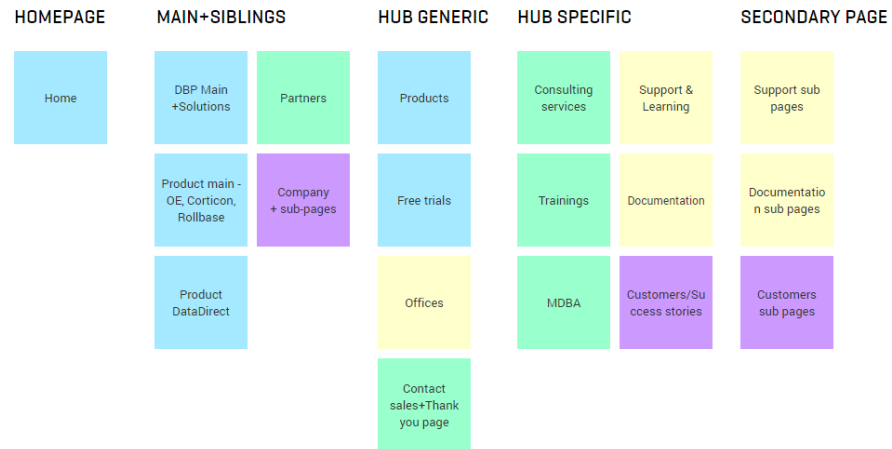 HOMEPAGE
MAIN+SIBLINGS
HUB GENERIC
HUB SPECIFIC
SECONDARY PAGE
Home
DBP Main
+Solutions
Partners
Products
Consulting
services
Support &
Learning
Support sub
pages
Product main -
OE, Corticon,
Rollbase
Company
+ sub-pages
Free trials
Trainings
Documentation
Documentatio
n sub pages
Product
DataDirect
Offices
MDBA
Customers/Su
ccess stories
Customers
sub pages
Contact
sales+Thank
you page